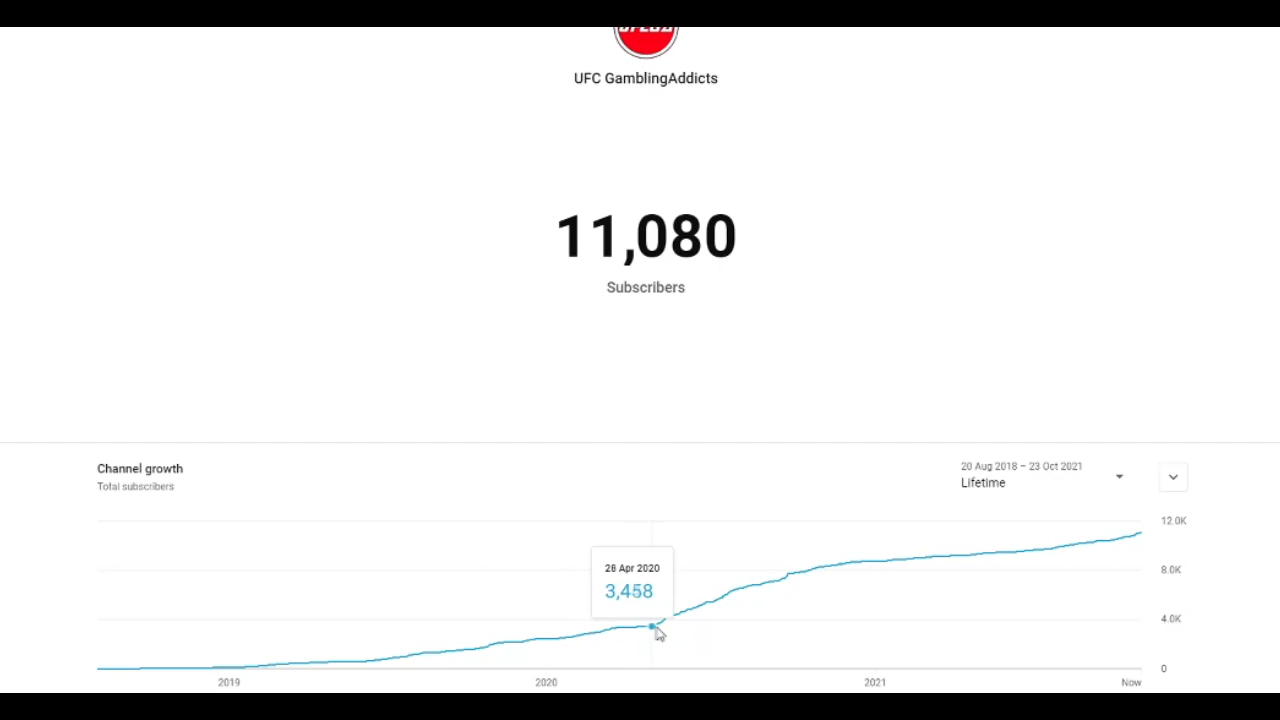 UFC GamblingAddicts
11,080
Subscribers
Channel growth
Total subscribers
20 Aug 2018 – 23 Oct 2021
Lifetime
12.0K
28 Apr 2020
3,458
8.0K
4.0K
0
2019
2020
2021
Now